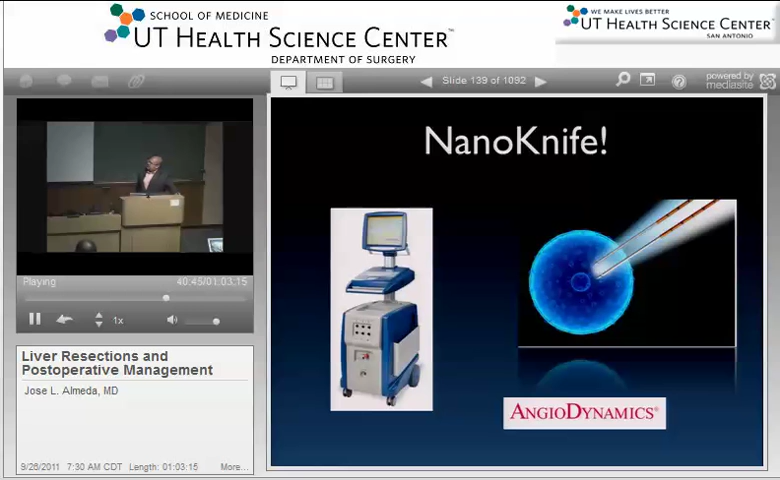 SCHOOL OF MEDICINE
UT HEALTH SCIENCE CENTER™
DEPARTMENT OF SURGERY
WE MAKE LIVES BETTER
UT HEALTH SCIENCE CENTER
SAN ANTONIO
Slide 139 of 1092
powered by
mediasite
NanoKnife!
ANGIODYNAMICS®
Playing
40:45/01:03:15
1x
Liver Resections and
Postoperative Management
Jose L. Almeda, MD
9/26/2011 7:30 AM CDT Length: 01:03:15 More...